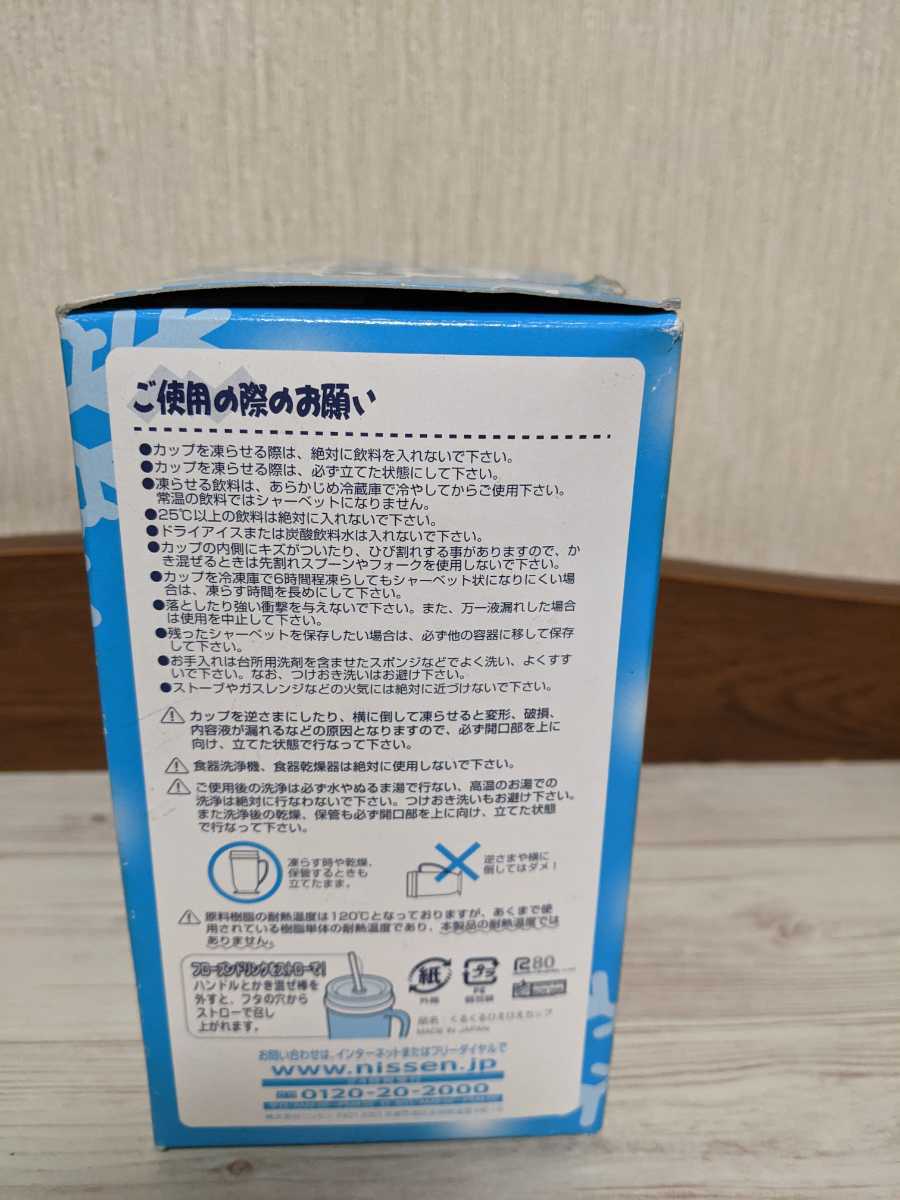 ご使用の際のお願い
●カップを凍らせる際は、絶対に飲料を入れないで下さい。
●カップを凍らせる際は、必ず立てた状態にして下さい。
●凍らせる飲料は、あらかじめ冷蔵庫で冷やしてからご使用下さい。
常温の飲料ではシャーベットになりません。
●25℃以上の飲料は絶対に入れないで下さい。
●ドライアイスまたは炭酸飲料水は入れないで下さい。
●カップの内側にキズがついたり、ひび割れする事がありますので、か
き混ぜるときは先割れスプーンやフォークを使用しないで下さい。
●カップを冷凍庫で6時間程凍らしてもシャーベット状になりにくい場
合は、凍らす時間を長めにして下さい。
●落としたり強い衝撃を与えないで下さい。また、万一液漏れした場合
は使用を中止して下さい。
●残ったシャーベットを保存したい場合は、必ず他の容器に移して保存
して下さい。
●お手入れは台所用洗剤を含ませたスポンジなどでよく洗い、よくすす
いで下さい。なお、つけおき洗いはお避け下さい。
●ストーブやガスレンジなどの火気には絶対に近づけないで下さい。
⚠カップを逆さまにしたり、横に倒して凍らせると変形、破損、
内容液が漏れるなどの原因となりますので、必ず開口部を上に
向け、立てた状態で行なって下さい。
⚠食器洗浄機、食器乾燥器は絶対に使用しないで下さい。
⚠ご使用後の洗浄は必ず水やぬるま湯で行ない、高温のお湯での
洗浄は絶対に行なわないで下さい。つけおき洗いもお避け下さい。
また洗浄後の乾燥、保管も必ず開口部を上に向け、立てた状態
で行なって下さい。
凍らす時や乾燥、
保管するときも
立てたまま。
逆さまや横に
倒してはダメ!
⚠原料樹脂の耐熱温度は120℃となっておりますが、あくまで使
用されている樹脂単体の耐熱温度であり、本製品の耐熱温度では
ありません。
フローズンドリンクをストローで!
ハンドルとかき混ぜ棒を
外すと、フタの穴から
ストローで召し
上がれます。
紙
外箱
プラ
PE
個包装
R80
品名:くるくるひえひえカップ
MADE IN JAPAN
お問い合わせは、インターネットまたはフリーダイヤルで
www.nissen.jp
24時間受付
0120-20-2000